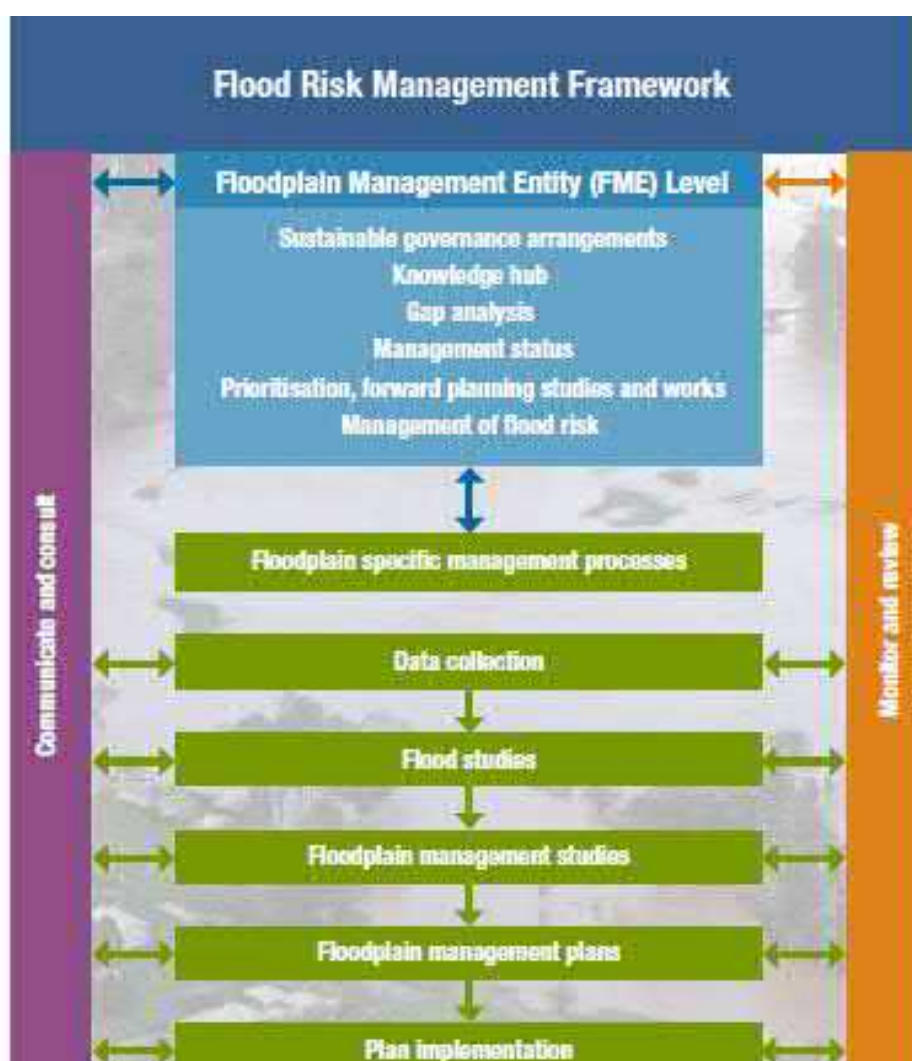 Flood Risk Management Framework
Floodplain Management Entity (FME) Level
Sustainable governance arrangements
Knowledge hub
Gap analysis
Management status
Prioritisation, forward planning studies and works
Management of flood risk
Communicate and consult
Monitor and review
Floodplain specific management processes
Data collection
Flood studies
Floodplain management studies
Floodplain management plans
Plan implementation